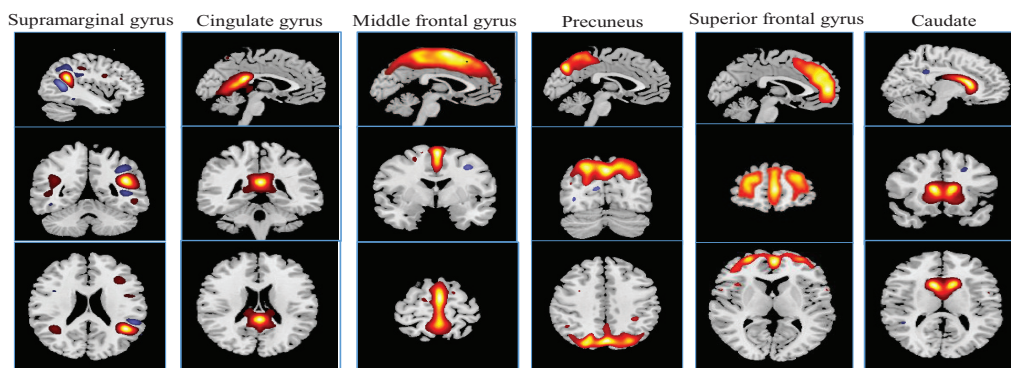 Supramarginal gyrus
Cingulate gyrus
Middle frontal gyrus
Precuneus
Superior frontal gyrus
Caudate